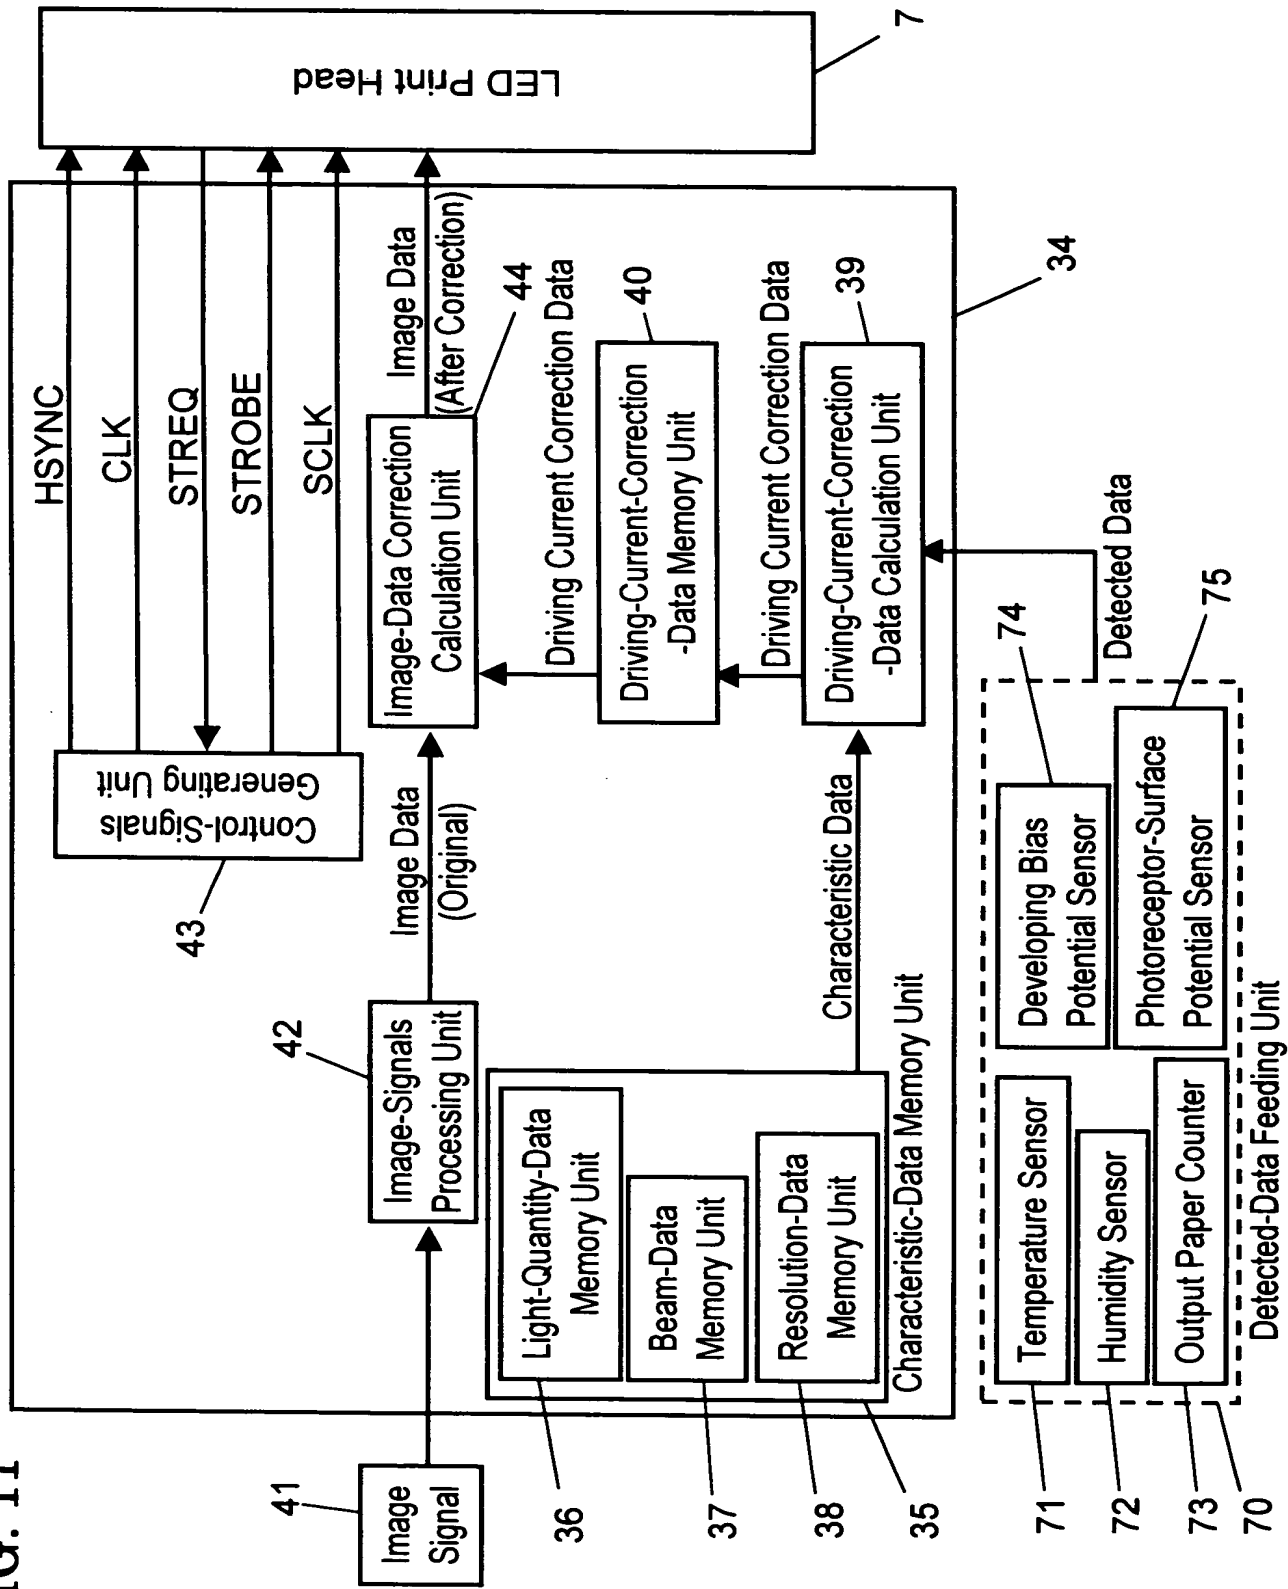 FIG. 11
41
Image
Signal
42
Image-Signals
Processing Unit
Image Data
(Original)
43
Control-Signals
Generating Unit
HSYNC
CLK
STREQ
STROBE
SCLK
Image-Data Correction
Calculation Unit
44
Image Data
(After Correction)
LED Print Head
7
36
Light-Quantity-Data
Memory Unit
37
Beam-Data
Memory Unit
38
Resolution-Data
Memory Unit
35
Characteristic-Data Memory Unit
Characteristic Data
Driving Current Correction Data
40
Driving-Current-Correction
-Data Memory Unit
Driving Current Correction Data
39
Driving-Current-Correction
-Data Calculation Unit
34
Detected Data
71
Temperature Sensor
72
Humidity Sensor
73
Output Paper Counter
74
Developing Bias
Potential Sensor
75
Photoreceptor-Surface
Potential Sensor
70
Detected-Data Feeding Unit